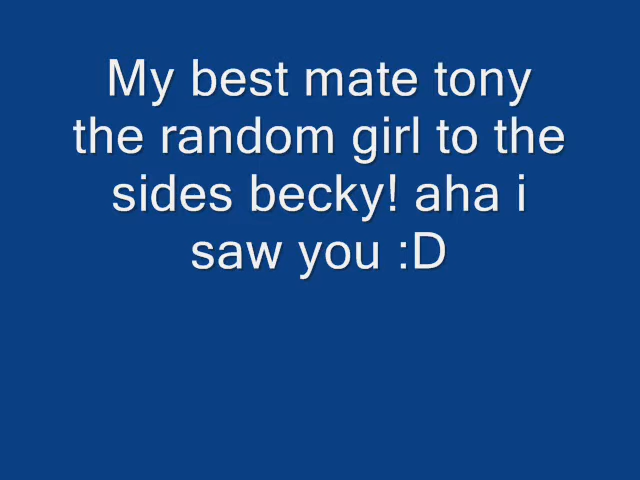 My best mate tony
the random girl to the
sides becky! aha i
saw you :D